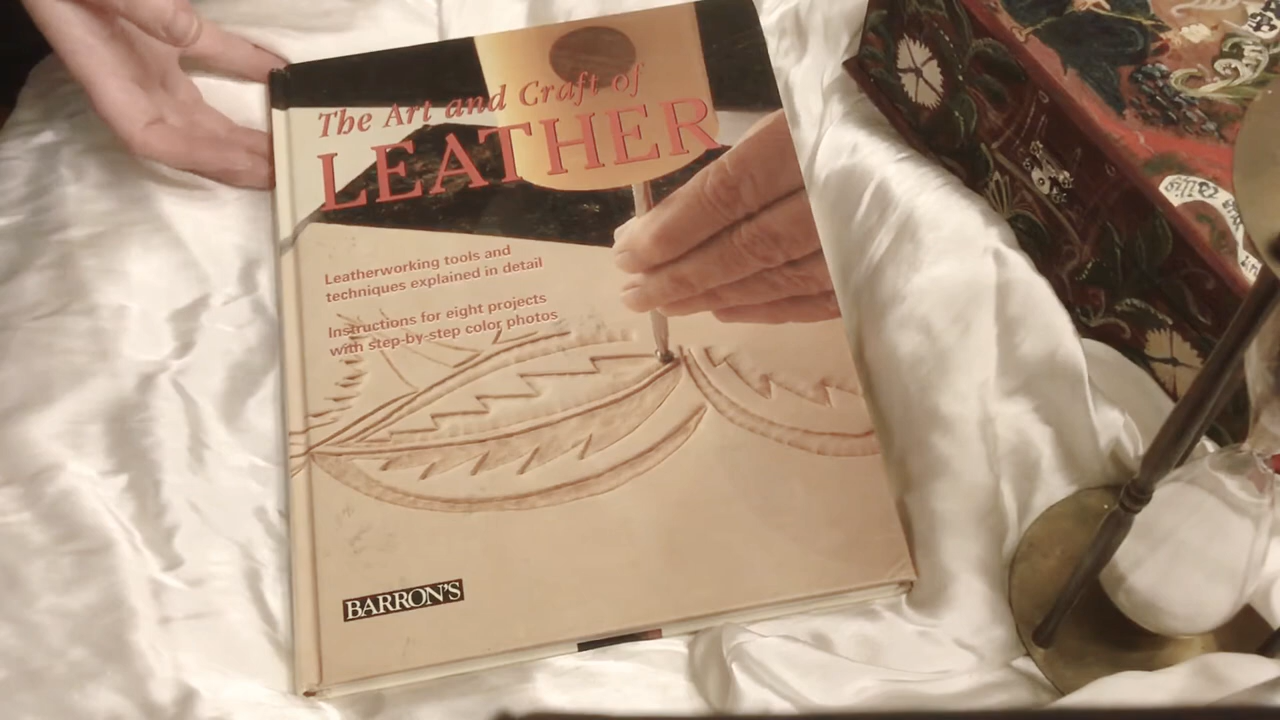 The Art and Craft of
LEATHER
Leatherworking tools and
techniques explained in detail
Instructions for eight projects
with step-by-step color photos
BARRON'S